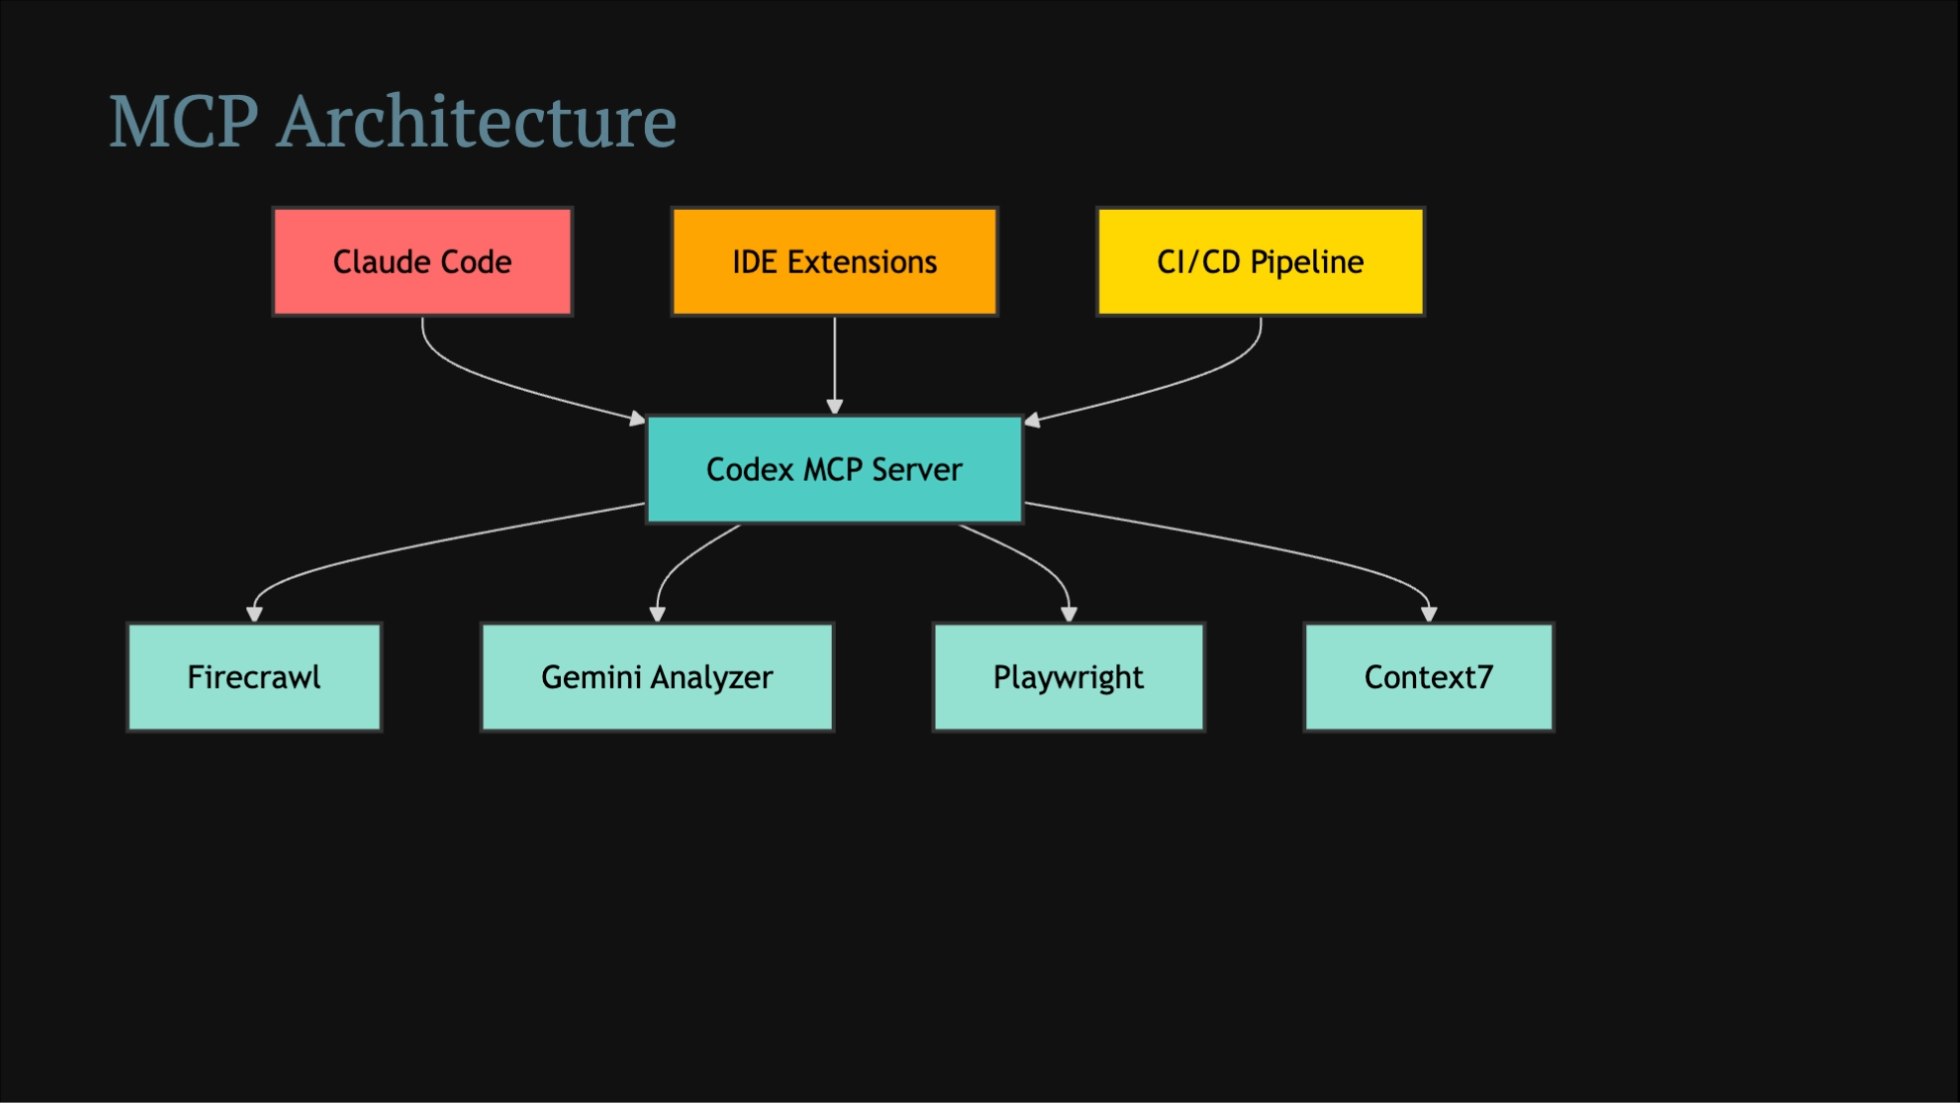 MCP Architecture
Claude Code
IDE Extensions
CI/CD Pipeline
Codex MCP Server
Firecrawl
Gemini Analyzer
Playwright
Context7